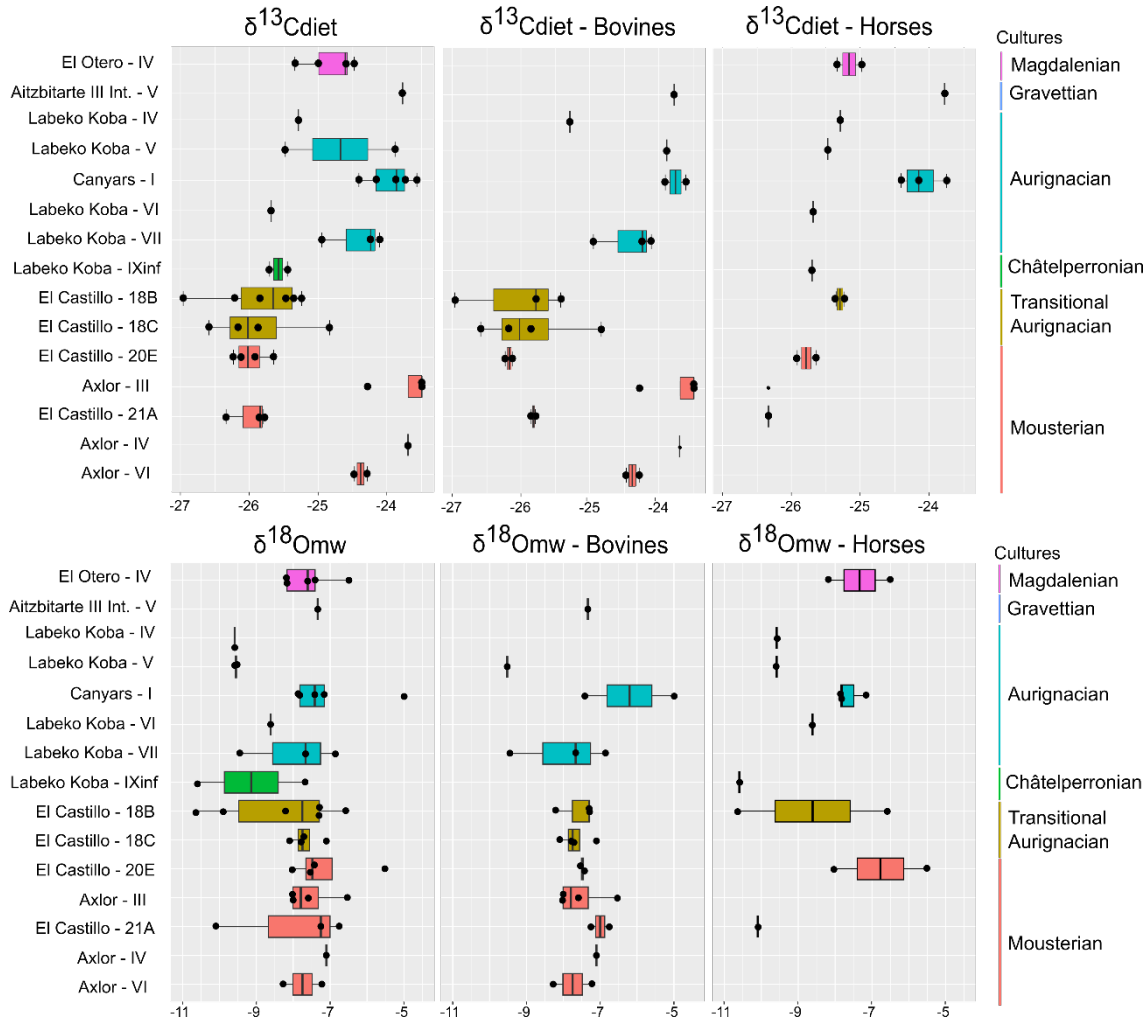 δ13Cdiet
δ13Cdiet - Bovines
δ13Cdiet - Horses
Cultures
El Otero - IV
Aitzbitarte III Int. - V
Labeko Koba - IV
Labeko Koba - V
Canyars - I
Labeko Koba - VI
Labeko Koba - VII
Labeko Koba - IXinf
El Castillo - 18B
El Castillo - 18C
El Castillo - 20E
Axlor - III
El Castillo - 21A
Axlor - IV
Axlor - VI
Magdalenian
Gravettian
Aurignacian
Châtelperronian
Transitional
Aurignacian
Mousterian
-27 -26 -25 -24
-27 -26 -25 -24
-27 -26 -25 -24
δ18Omw
δ18Omw - Bovines
δ18Omw - Horses
Cultures
El Otero - IV
Aitzbitarte III Int. - V
Labeko Koba - IV
Labeko Koba - V
Canyars - I
Labeko Koba - VI
Labeko Koba - VII
Labeko Koba - IXinf
El Castillo - 18B
El Castillo - 18C
El Castillo - 20E
Axlor - III
El Castillo - 21A
Axlor - IV
Axlor - VI
Magdalenian
Gravettian
Aurignacian
Châtelperronian
Transitional
Aurignacian
Mousterian
-11 -9 -7 -5
-11 -9 -7 -5
-11 -9 -7 -5